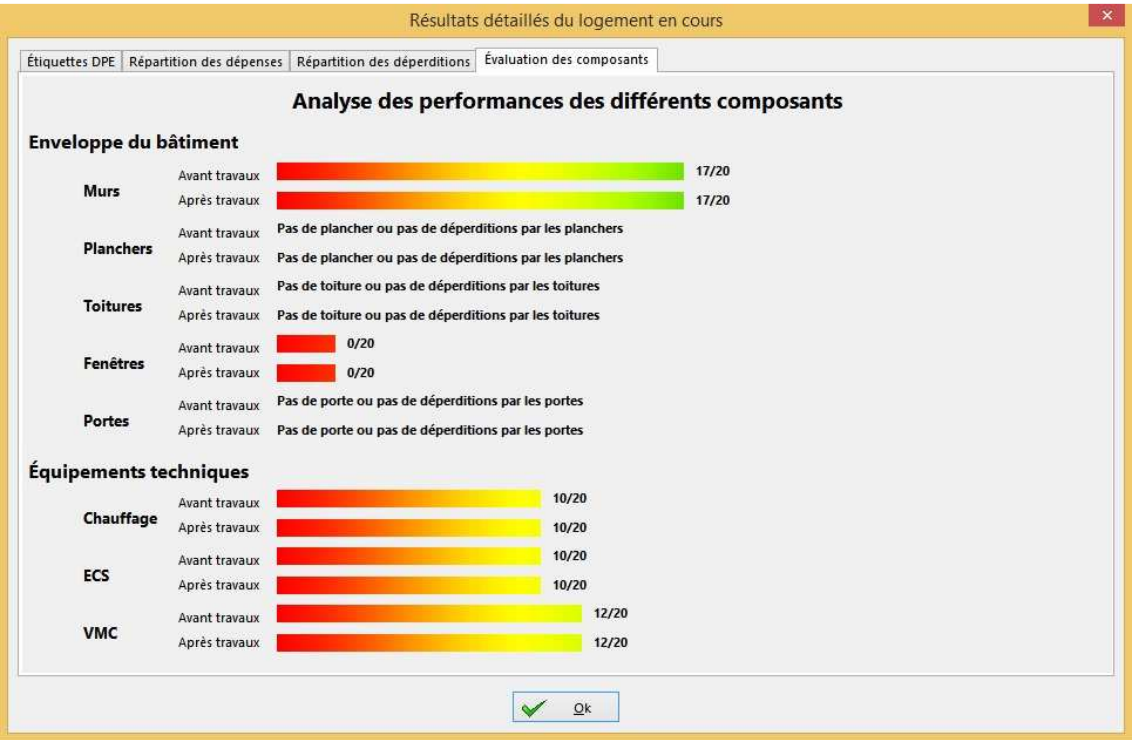 Résultats détaillés du logement en cours
×
Étiquettes DPE Répartition des dépenses Répartition des déperditions Évaluation des composants
Analyse des performances des différents composants
Enveloppe du bâtiment
Murs
Avant travaux 17/20
Après travaux 17/20
Planchers
Avant travaux Pas de plancher ou pas de déperditions par les planchers
Après travaux Pas de plancher ou pas de déperditions par les planchers
Toitures
Avant travaux Pas de toiture ou pas de déperditions par les toitures
Après travaux Pas de toiture ou pas de déperditions par les toitures
Fenêtres
Avant travaux 0/20
Après travaux 0/20
Portes
Avant travaux Pas de porte ou pas de déperditions par les portes
Après travaux Pas de porte ou pas de déperditions par les portes
Équipements techniques
Chauffage
Avant travaux 10/20
Après travaux 10/20
ECS
Avant travaux 10/20
Après travaux 10/20
VMC
Avant travaux 12/20
Après travaux 12/20
Ok